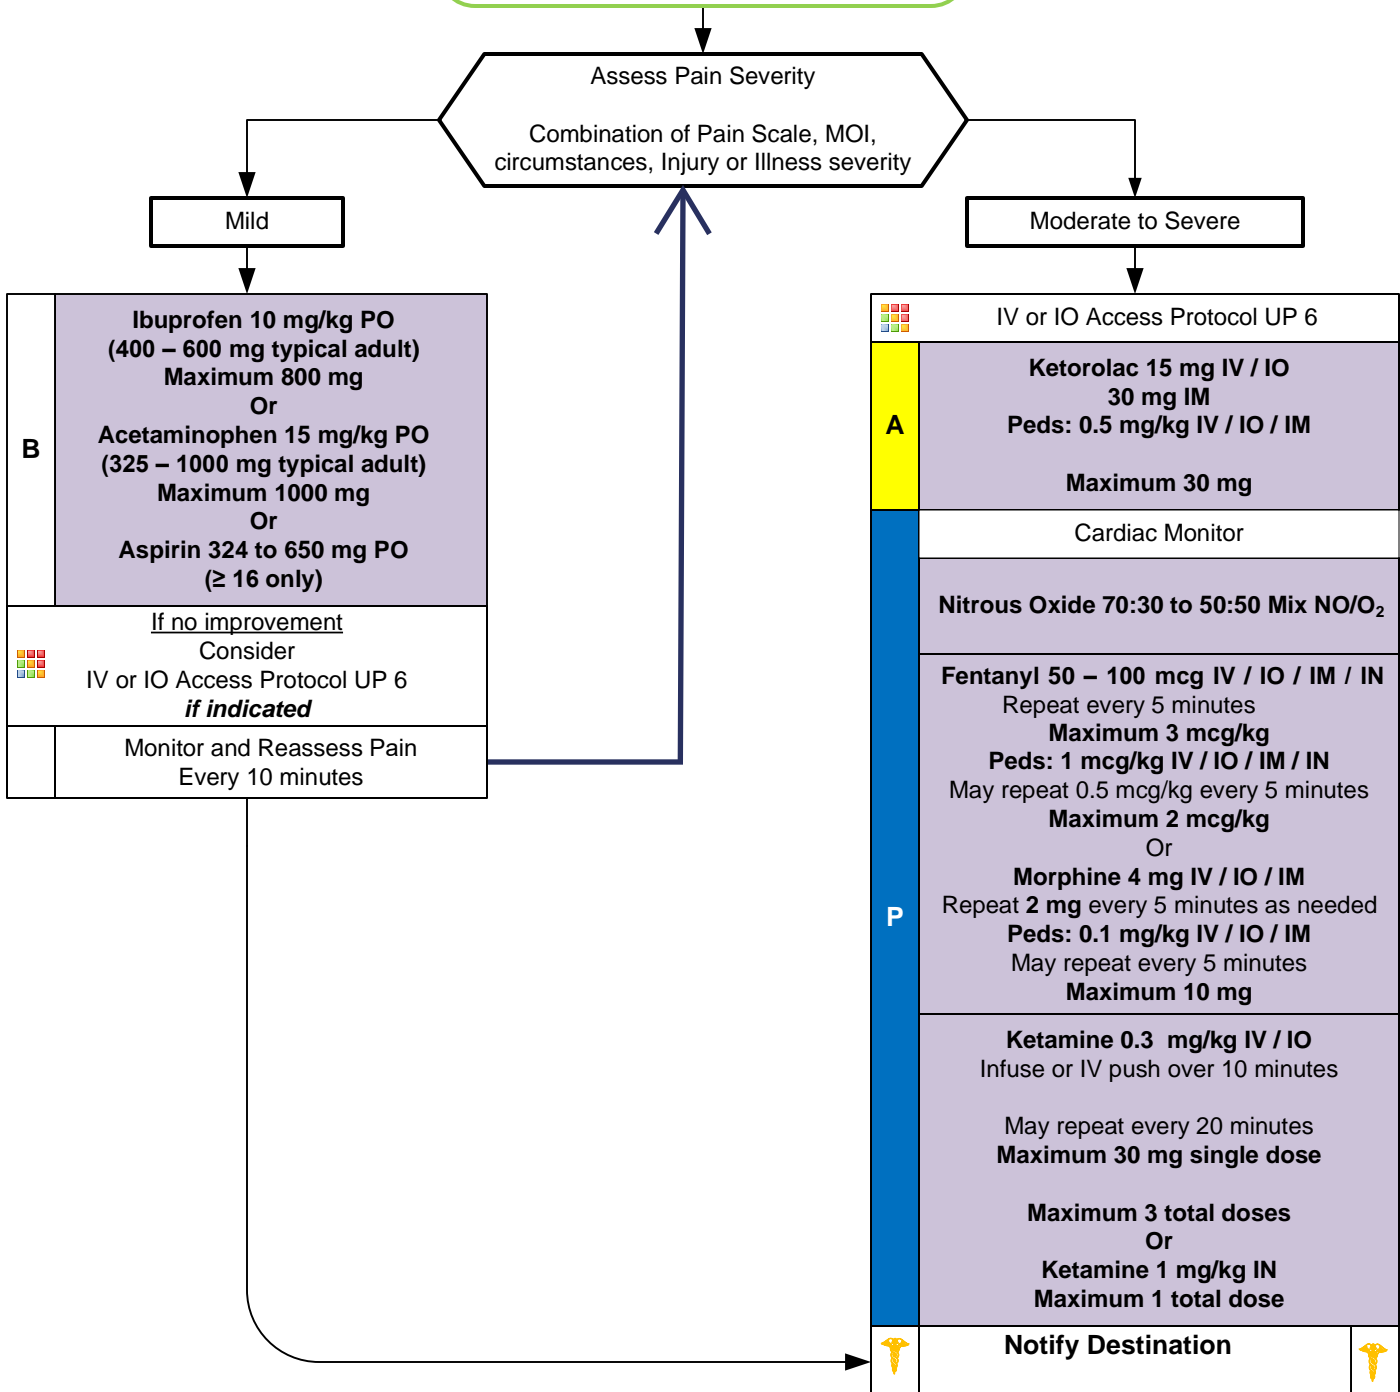 Assess Pain Severity
Combination of Pain Scale, MOI,
circumstances, Injury or Illness severity
Mild
Moderate to Severe
B
Ibuprofen 10 mg/kg PO
(400 – 600 mg typical adult)
Maximum 800 mg
Or
Acetaminophen 15 mg/kg PO
(325 – 1000 mg typical adult)
Maximum 1000 mg
Or
Aspirin 324 to 650 mg PO
(≥ 16 only)
If no improvement
Consider
IV or IO Access Protocol UP 6
if indicated
Monitor and Reassess Pain
Every 10 minutes
IV or IO Access Protocol UP 6
A
Ketorolac 15 mg IV / IO
30 mg IM
Peds: 0.5 mg/kg IV / IO / IM
Maximum 30 mg
P
Cardiac Monitor
Nitrous Oxide 70:30 to 50:50 Mix NO/O₂
Fentanyl 50 – 100 mcg IV / IO / IM / IN
Repeat every 5 minutes
Maximum 3 mcg/kg
Peds: 1 mcg/kg IV / IO / IM / IN
May repeat 0.5 mcg/kg every 5 minutes
Maximum 2 mcg/kg
Or
Morphine 4 mg IV / IO / IM
Repeat 2 mg every 5 minutes as needed
Peds: 0.1 mg/kg IV / IO / IM
May repeat every 5 minutes
Maximum 10 mg
Ketamine 0.3 mg/kg IV / IO
Infuse or IV push over 10 minutes
May repeat every 20 minutes
Maximum 30 mg single dose
Maximum 3 total doses
Or
Ketamine 1 mg/kg IN
Maximum 1 total dose
Notify Destination